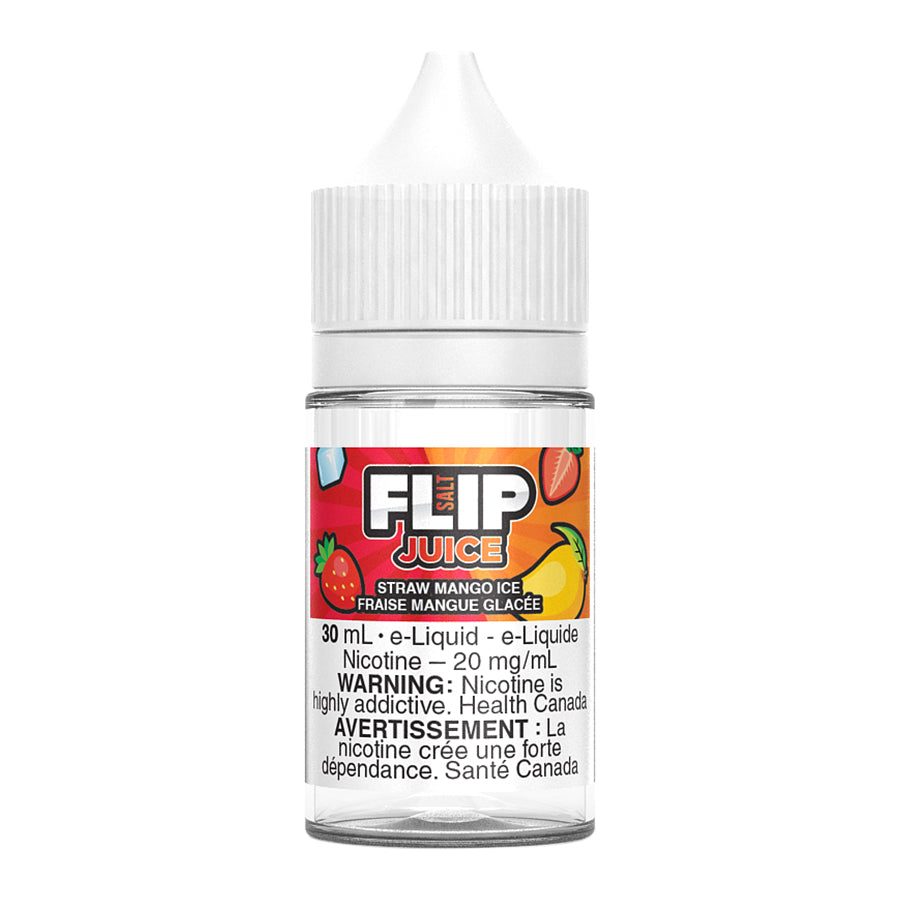 FLIP
SALT
JUICE
STRAW MANGO ICE
FRAISE MANGUE GLACÉE
30 mL • e-Liquid - e-Liquide
Nicotine — 20 mg/mL
WARNING: Nicotine is
highly addictive. Health Canada
AVERTISSEMENT : La
nicotine crée une forte
dépendance. Santé Canada